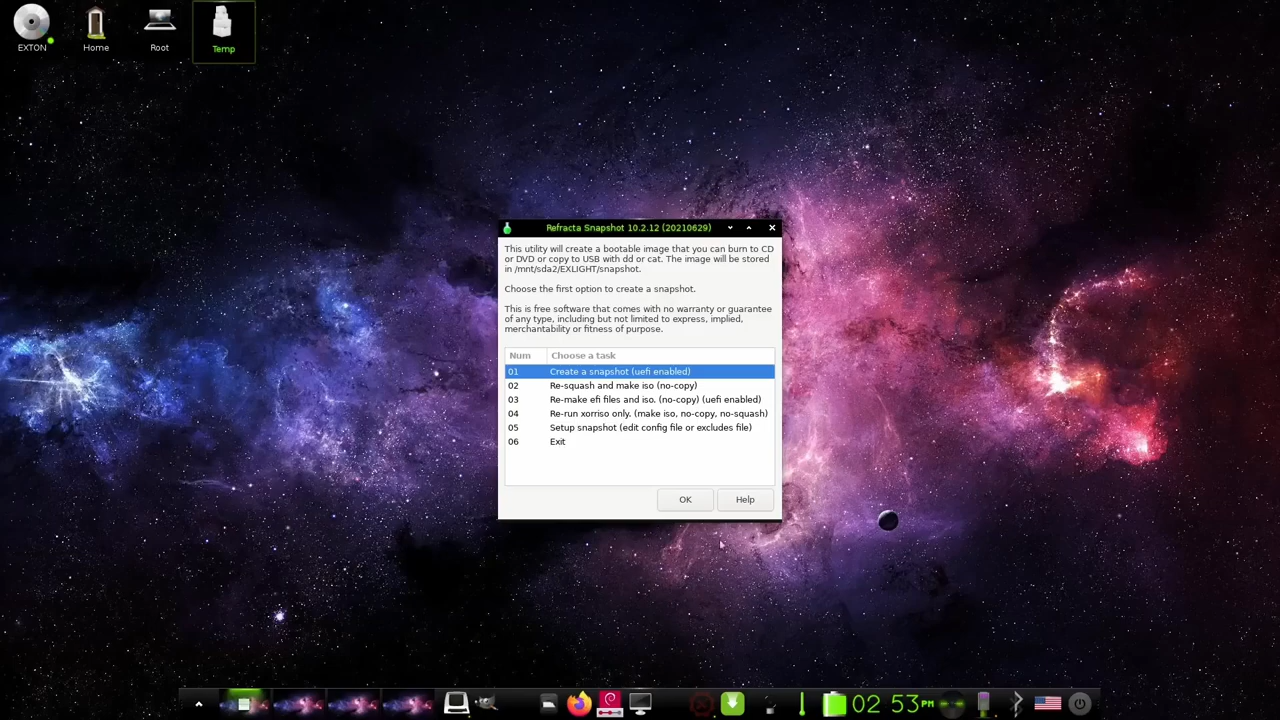 EXTON
Home
Root
Temp
Refracta Snapshot 10.2.12 (20210629)
This utility will create a bootable image that you can burn to CD
or DVD or copy to USB with dd or cat. The image will be stored
in /mnt/sda2/EXLIGHT/snapshot.
Choose the first option to create a snapshot.
This is free software that comes with no warranty or guarantee
of any type, including but not limited to express, implied,
merchantability or fitness of purpose.
Num Choose a task
01 Create a snapshot (uefi enabled)
02 Re-squash and make iso (no-copy)
03 Re-make efi files and iso. (no-copy) (uefi enabled)
04 Re-run xorriso only. (make iso, no-copy, no-squash)
05 Setup snapshot (edit config file or excludes file)
06 Exit
OK Help
02 53PM